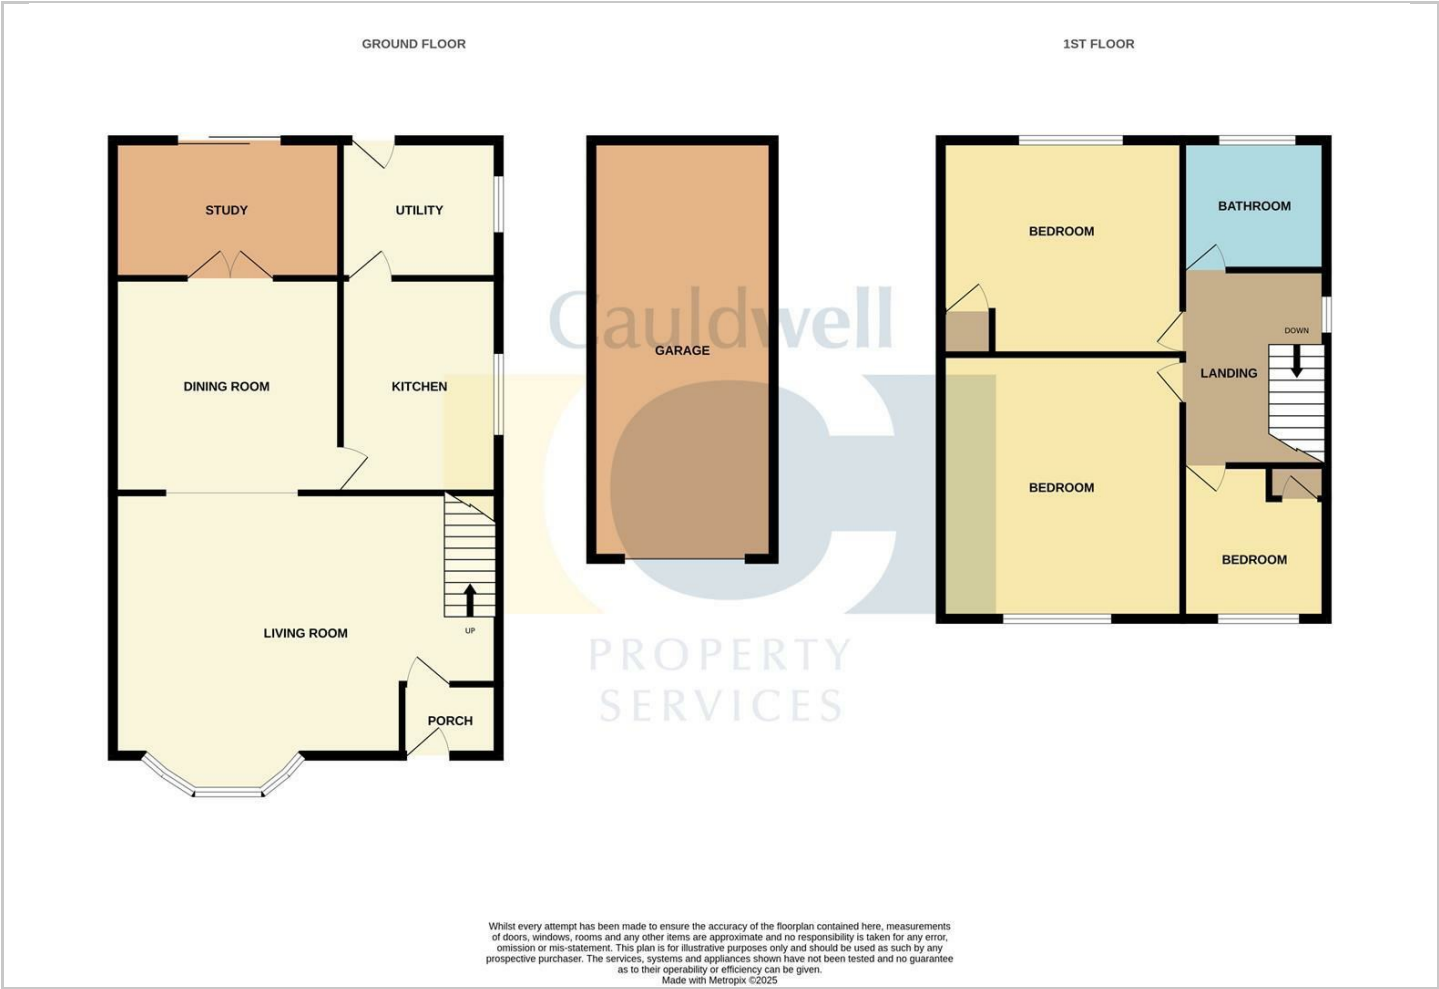 GROUND FLOOR
1ST FLOOR
STUDY
UTILITY
DINING ROOM
KITCHEN
LIVING ROOM
UP
PORCH
GARAGE
BEDROOM
BATHROOM
DOWN
LANDING
BEDROOM
BEDROOM
Cauldwell
PROPERTY
SERVICES
Whilst every attempt has been made to ensure the accuracy of the floorplan contained here, measurements
of doors, windows, rooms and any other items are approximate and no responsibility is taken for any error,
omission or mis-statement. This plan is for illustrative purposes only and should be used as such by any
prospective purchaser. The services, systems and appliances shown have not been tested and no guarantee
as to their operability or efficiency can be given.
Made with Metropix ©2025